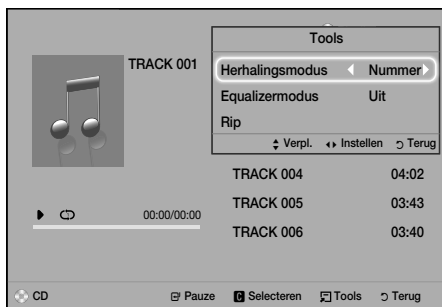 Tools
TRACK 001
Herhalingsmodus Nummer
Equalizermodus Uit
Rip
Verpl. Instellen Terug
TRACK 004 04:02
TRACK 005 03:43
00:00/00:00
TRACK 006 03:40
CD Pauze C Selecteren Tools Terug